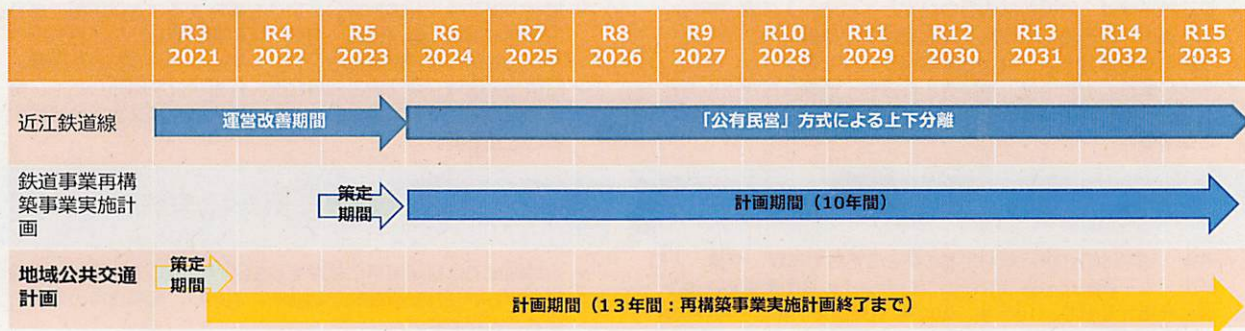 R3 R4 R5 R6 R7 R8 R9 R10 R11 R12 R13 R14 R15
2021 2022 2023 2024 2025 2026 2027 2028 2029 2030 2031 2032 2033
近江鉄道線
運営改善期間
「公有民営」方式による上下分離
鉄道事業再構
築事業実施計
画
策定
期間
計画期間（10年間）
地域公共交通
計画
策定
期間
計画期間（13年間：再構築事業実施計画終了まで）